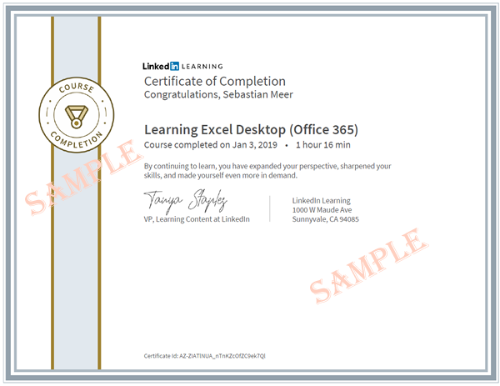 Linked in LEARNING
Certificate of Completion
Congratulations, Sebastian Meer
COURSE
COMPLETION
Learning Excel Desktop (Office 365)
Course completed on Jan 3, 2019 • 1 hour 16 min
By continuing to learn, you have expanded your perspective, sharpened your
skills, and made yourself even more in demand.
SAMPLE
Tanya Staples
VP, Learning Content at LinkedIn
LinkedIn Learning
1000 W Maude Ave
Sunnyvale, CA 94085
SAMPLE
Certificate Id: